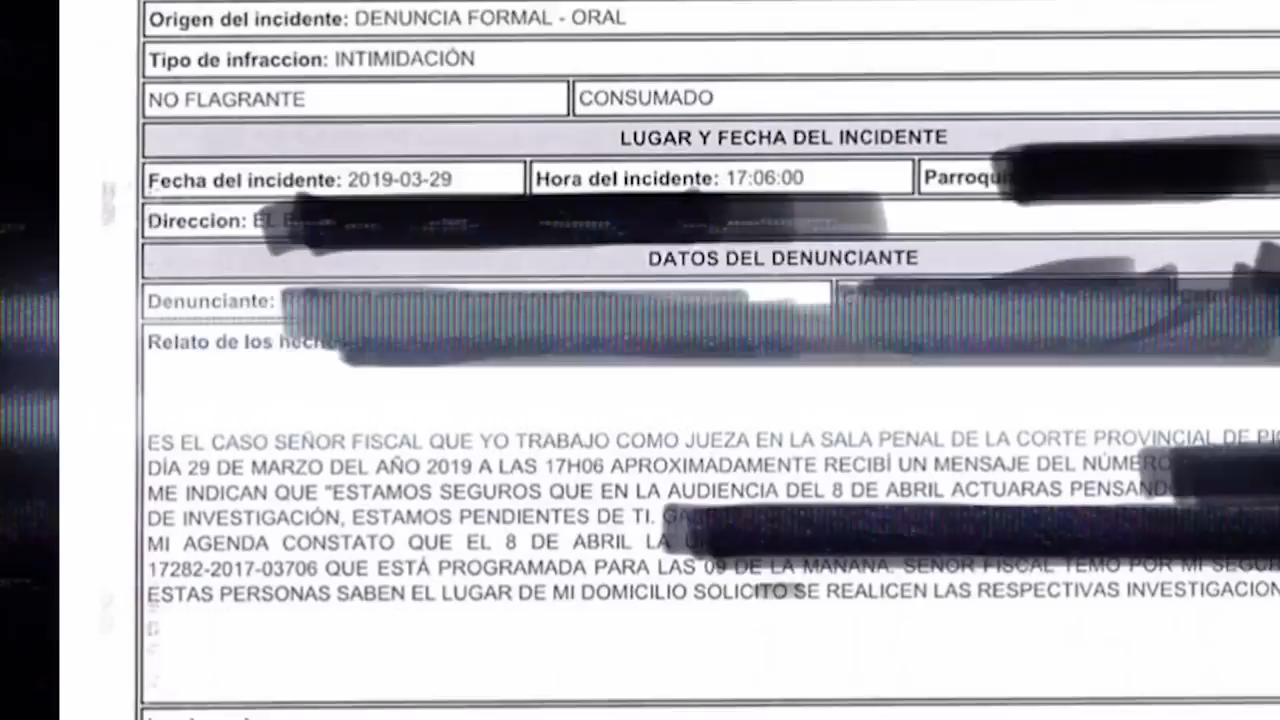 Origen del incidente: DENUNCIA FORMAL - ORAL
Tipo de infraccion: INTIMIDACIÓN
NO FLAGRANTE CONSUMADO
LUGAR Y FECHA DEL INCIDENTE
Fecha del incidente: 2019-03-29 Hora del incidente: 17:06:00
Direccion: EL
DATOS DEL DENUNCIANTE
Denunciante:
Relato de los
ES EL CASO SEÑOR FISCAL QUE YO TRABAJO COMO JUEZA EN LA SALA PENAL DE LA CORTE PROVINCIAL DE
DÍA 29 DE MARZO DEL AÑO 2019 A LAS 17H06 APROXIMADAMENTE RECIBÍ UN MENSAJE DEL NÚMERO
ME INDICAN QUE "ESTAMOS SEGUROS QUE EN LA AUDIENCIA DEL 8 DE ABRIL ACTUARAS
DE INVESTIGACIÓN, ESTAMOS PENDIENTES DE TI.
MI AGENDA CONSTATO QUE EL 8 DE ABRIL LA
17282-2017-03706 QUE ESTÁ PROGRAMADA PARA LAS 09 DE LA MAÑANA. SEÑOR FISCAL TEMO POR MI
ESTAS PERSONAS SABEN EL LUGAR DE MI DOMICILIO SOLICITO SE REALICEN LAS RESPECTIVAS